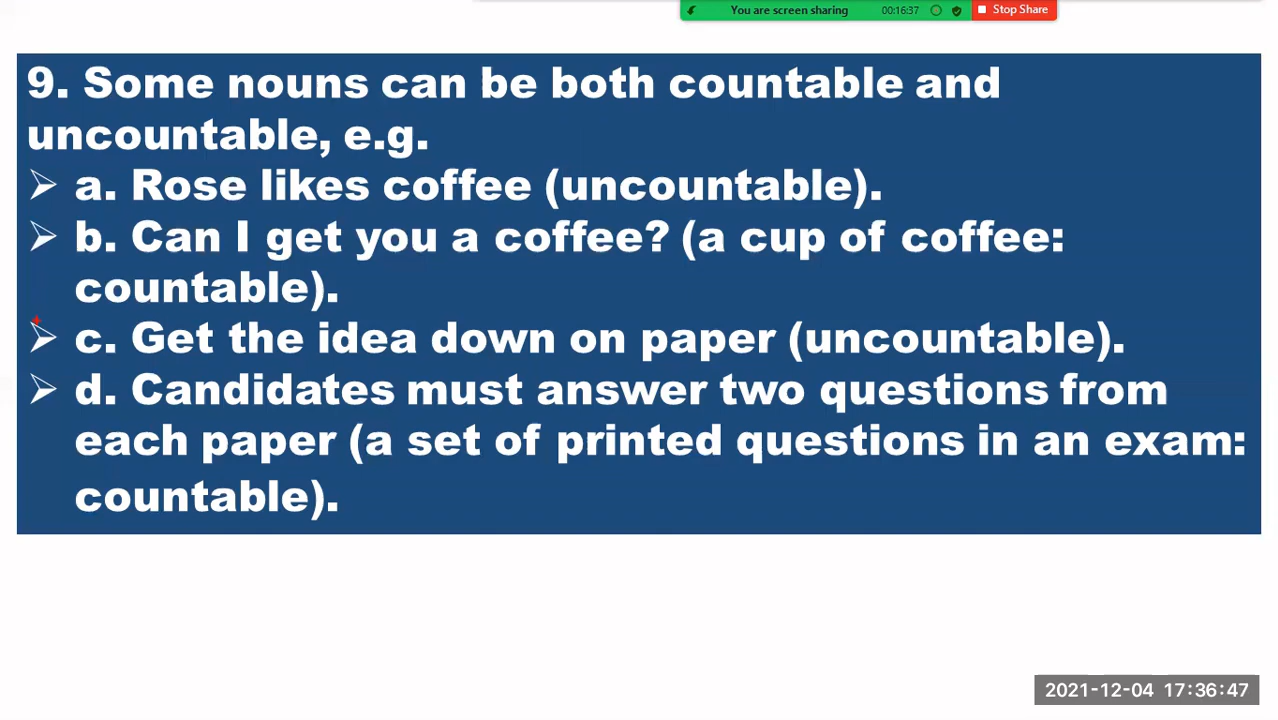 You are screen sharing 00:16:37 Stop Share
9. Some nouns can be both countable and
uncountable, e.g.
a. Rose likes coffee (uncountable).
b. Can I get you a coffee? (a cup of coffee:
countable).
c. Get the idea down on paper (uncountable).
d. Candidates must answer two questions from
each paper (a set of printed questions in an exam:
countable).
2021-12-04 17:36:47